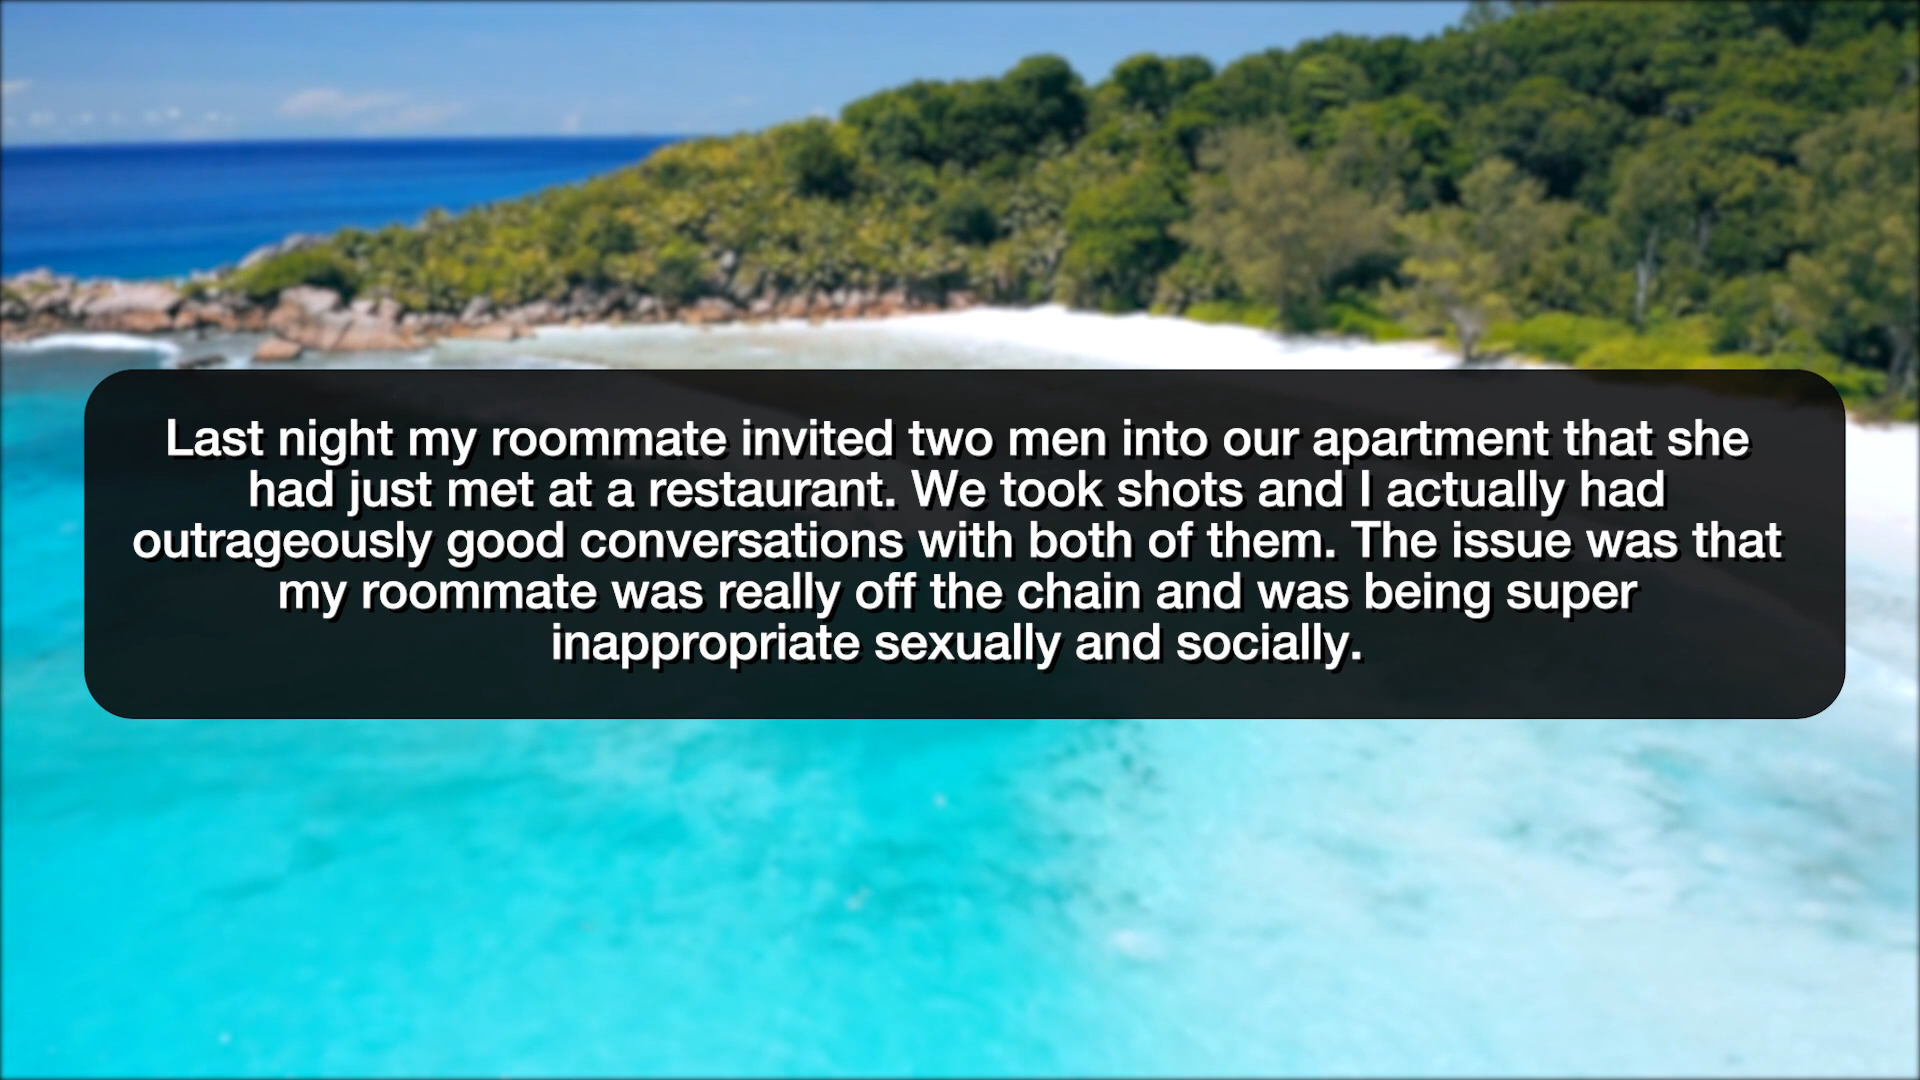 Last night my roommate invited two men into our apartment that she
had just met at a restaurant. We took shots and I actually had
outrageously good conversations with both of them. The issue was that
my roommate was really off the chain and was being super
inappropriate sexually and socially.